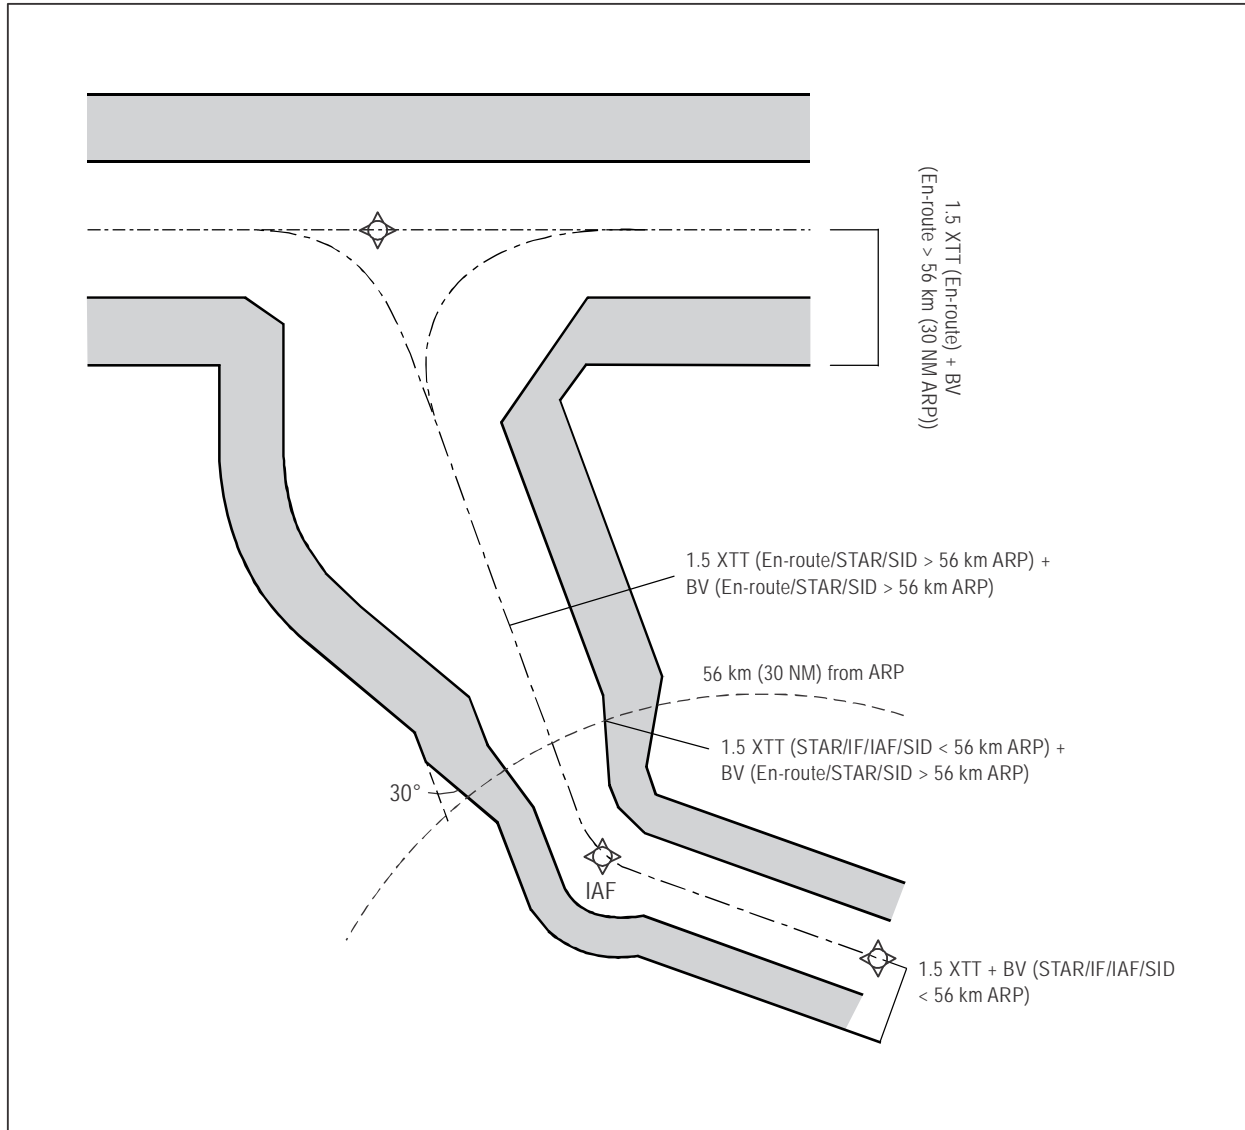 1.5 XTT (En-route) + BV
(En-route > 56 km (30 NM ARP))
1.5 XTT (En-route/STAR/SID > 56 km ARP) +
BV (En-route/STAR/SID > 56 km ARP)
56 km (30 NM) from ARP
1.5 XTT (STAR/IF/IAF/SID < 56 km ARP) +
BV (En-route/STAR/SID > 56 km ARP)
30°
IAF
1.5 XTT + BV (STAR/IF/IAF/SID
< 56 km ARP)